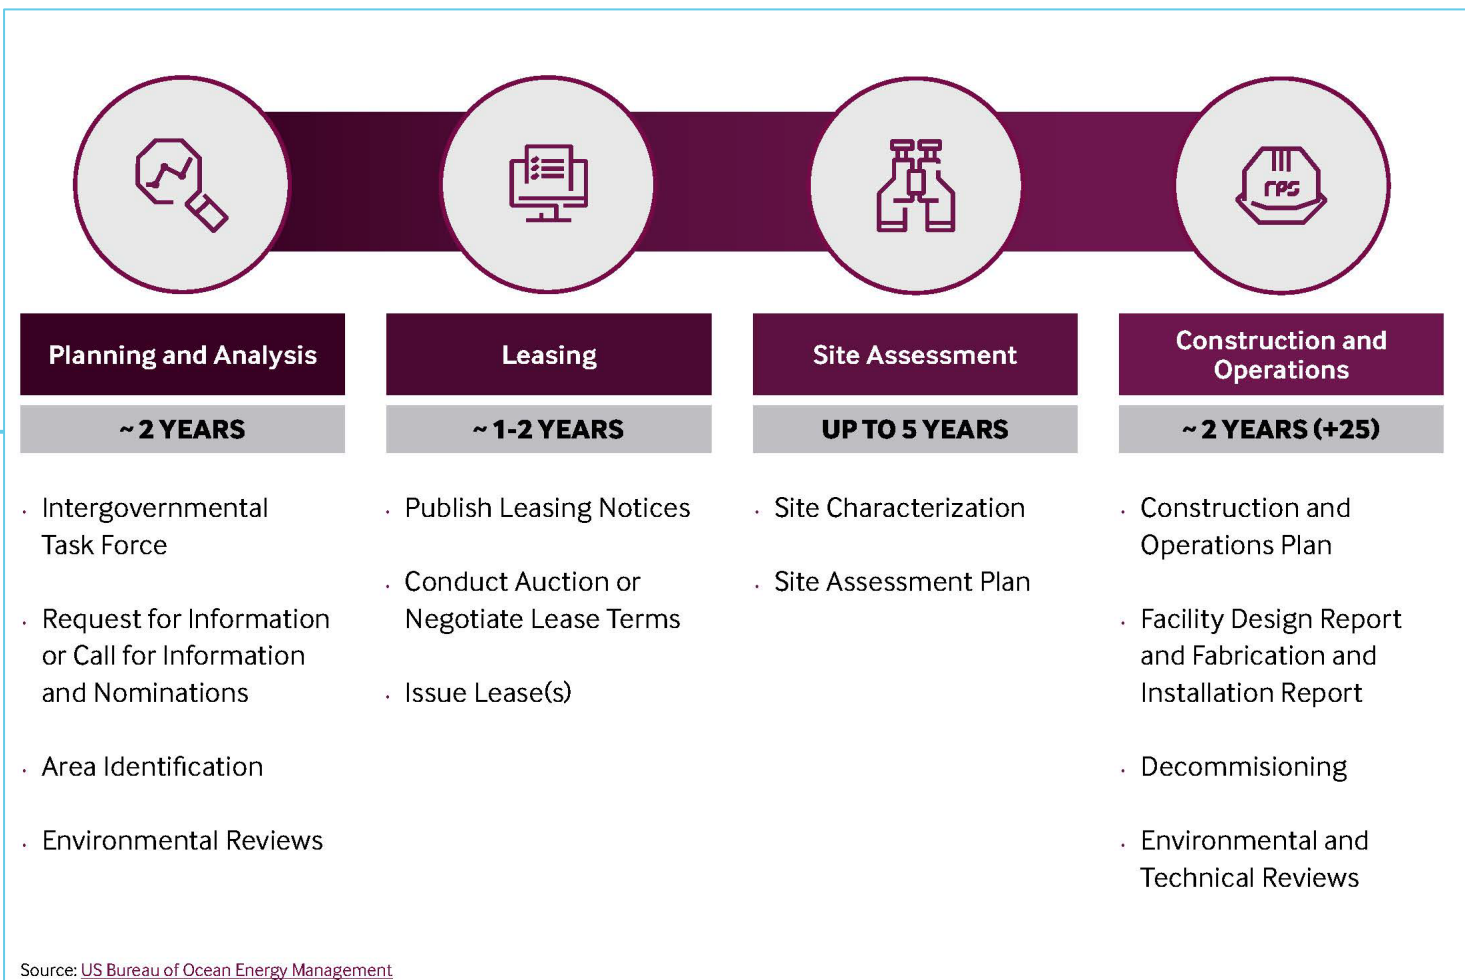 rps
Planning and Analysis
~ 2 YEARS
· Intergovernmental
Task Force
· Request for Information
or Call for Information
and Nominations
· Area Identification
· Environmental Reviews
Leasing
~ 1-2 YEARS
· Publish Leasing Notices
· Conduct Auction or
Negotiate Lease Terms
· Issue Lease(s)
Site Assessment
UP TO 5 YEARS
· Site Characterization
· Site Assessment Plan
Construction and
Operations
~ 2 YEARS (+25)
· Construction and
Operations Plan
· Facility Design Report
and Fabrication and
Installation Report
· Decommisioning
· Environmental and
Technical Reviews
Source: US Bureau of Ocean Energy Management